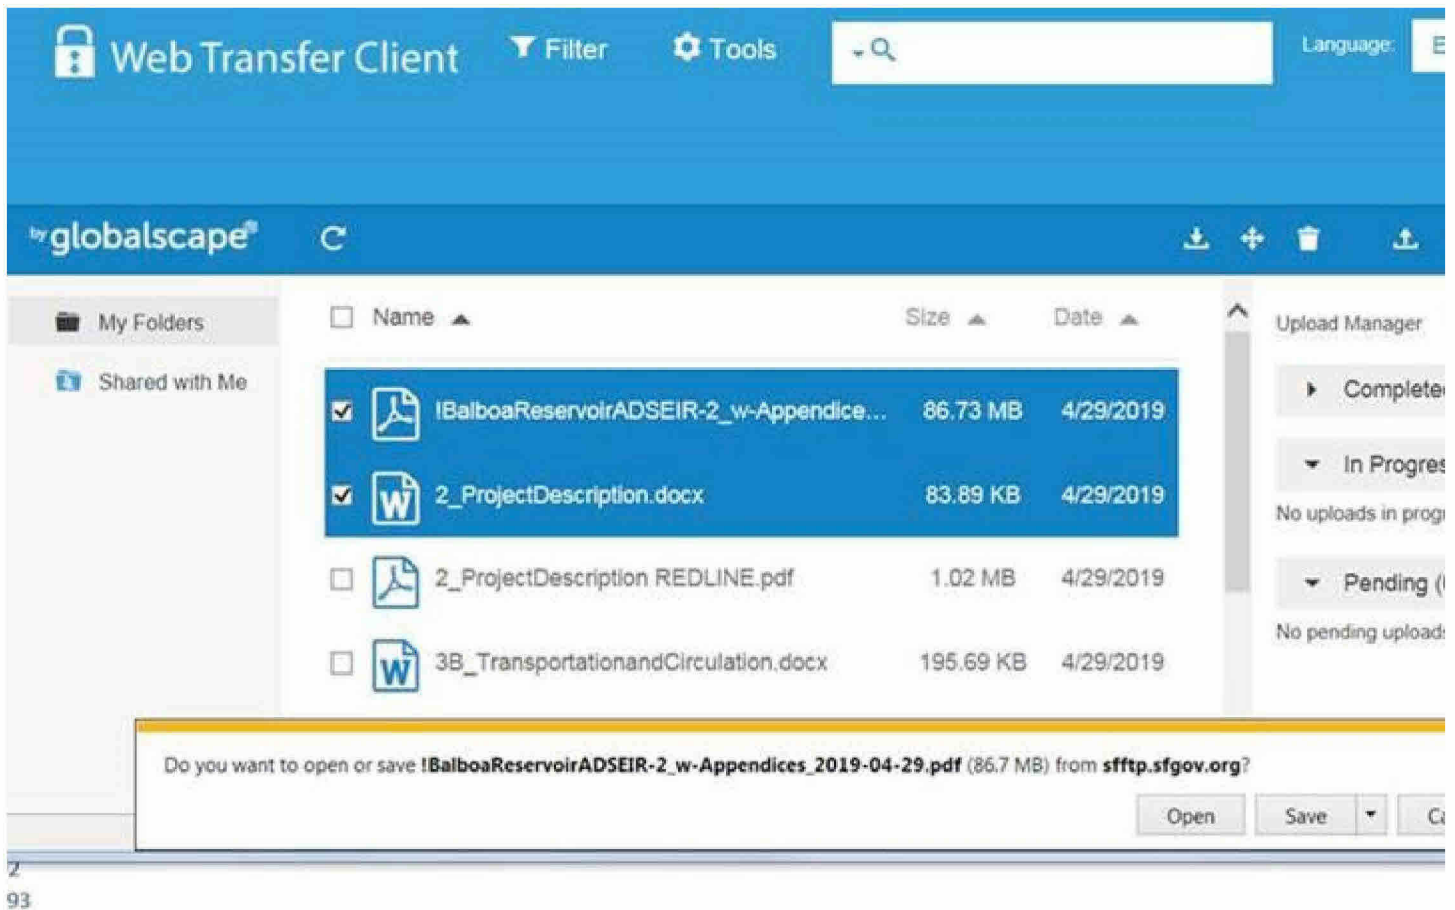 Web Transfer Client Filter Tools Language: E
by globalscape®
My Folders
Shared with Me
Name Size Date
!BalboaReservoirADSEIR-2_w-Appendice... 86.73 MB 4/29/2019
2_ProjectDescription.docx 83.89 KB 4/29/2019
2_ProjectDescription REDLINE.pdf 1.02 MB 4/29/2019
3B_TransportationandCirculation.docx 195.69 KB 4/29/2019
Upload Manager
Complete
In Progres
No uploads in progr
Pending (
No pending uploads
Do you want to open or save !BalboaReservoirADSEIR-2_w-Appendices_2019-04-29.pdf (86.7 MB) from sfftp.sfgov.org?
Open Save Ca
2
93